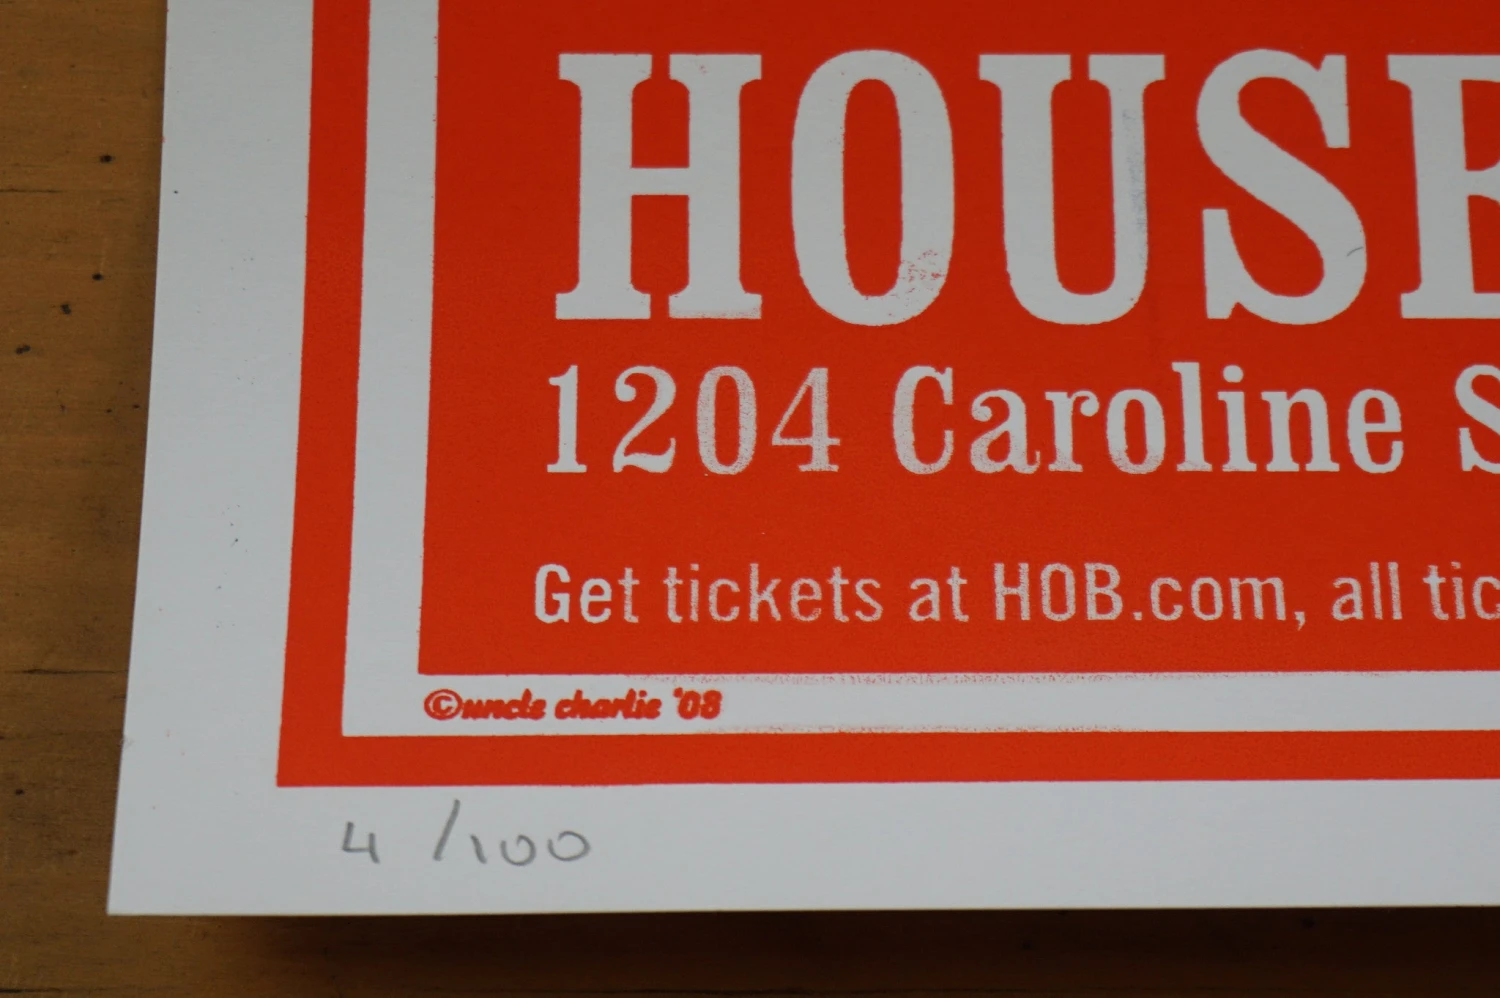 HOUSE
1204 Caroline S
Get tickets at HOB.com, all tic
©uncle charlie '08
4/100